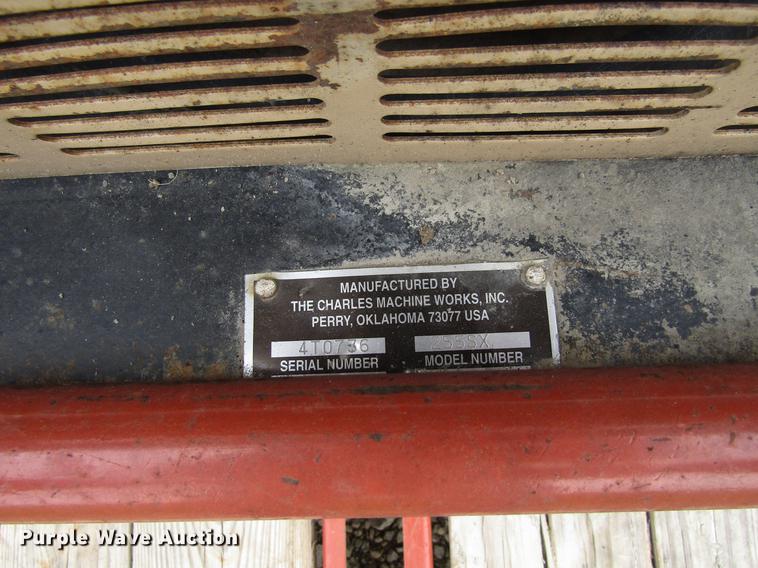 MANUFACTURED BY
THE CHARLES MACHINE WORKS, INC.
PERRY, OKLAHOMA 73077 USA
4T0736 255SX
SERIAL NUMBER MODEL NUMBER
Purple Wave Auction